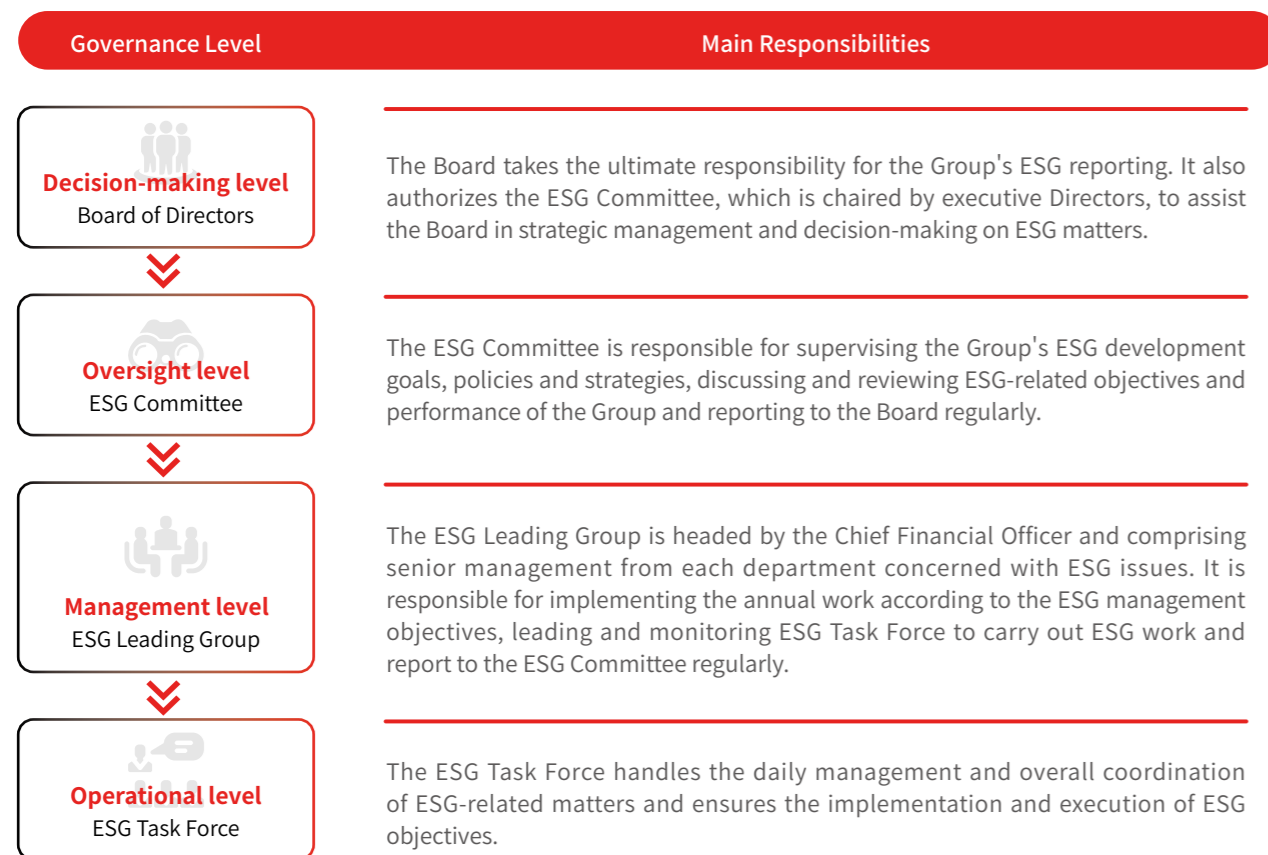 Governance Level
Main Responsibilities
Decision-making level
Board of Directors
The Board takes the ultimate responsibility for the Group's ESG reporting. It also
authorizes the ESG Committee, which is chaired by executive Directors, to assist
the Board in strategic management and decision-making on ESG matters.
Oversight level
ESG Committee
The ESG Committee is responsible for supervising the Group's ESG development
goals, policies and strategies, discussing and reviewing ESG-related objectives and
performance of the Group and reporting to the Board regularly.
Management level
ESG Leading Group
The ESG Leading Group is headed by the Chief Financial Officer and comprising
senior management from each department concerned with ESG issues. It is
responsible for implementing the annual work according to the ESG management
objectives, leading and monitoring ESG Task Force to carry out ESG work and
report to the ESG Committee regularly.
Operational level
ESG Task Force
The ESG Task Force handles the daily management and overall coordination
of ESG-related matters and ensures the implementation and execution of ESG
objectives.